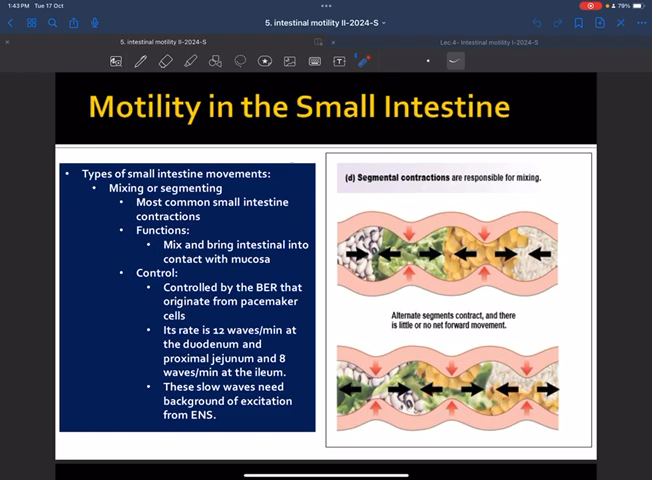 1:43 PM Tue 17 Oct
79%
5. intestinal motility II-2024-S
5. intestinal motility II-2024-S
Lec.4- Intestinal motility I-2024-S
Motility in the Small Intestine
• Types of small intestine movements:
• Mixing or segmenting
• Most common small intestine
contractions
• Functions:
• Mix and bring intestinal into
contact with mucosa
• Control:
• Controlled by the BER that
originate from pacemaker
cells
• Its rate is 12 waves/min at
the duodenum and
proximal jejunum and 8
waves/min at the ileum.
• These slow waves need
background of excitation
from ENS.
(d) Segmental contractions are responsible for mixing.
Alternate segments contract, and there
is little or no net forward movement.